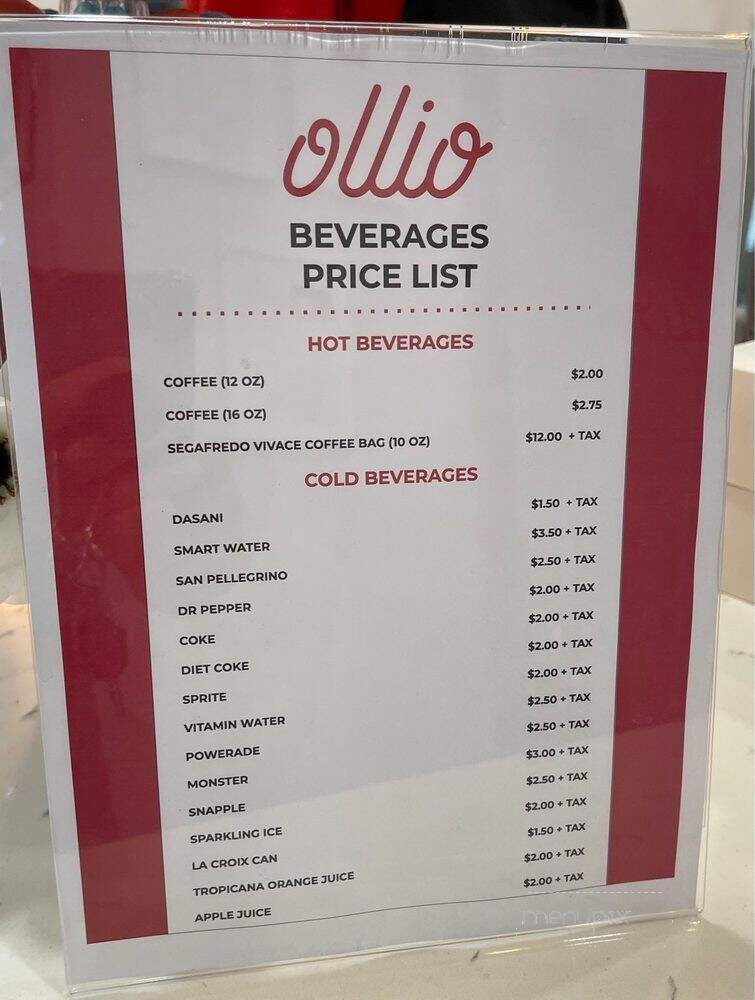 ollio
BEVERAGES
PRICE LIST
HOT BEVERAGES
COFFEE (12 OZ) $2.00
COFFEE (16 OZ) $2.75
SEGAFREDO VIVACE COFFEE BAG (10 OZ) $12.00 + TAX
COLD BEVERAGES
DASANI $1.50 + TAX
SMART WATER $3.50 + TAX
SAN PELLEGRINO $2.50 + TAX
DR PEPPER $2.00 + TAX
COKE $2.00 + TAX
DIET COKE $2.00 + TAX
SPRITE $2.00 + TAX
VITAMIN WATER $2.50 + TAX
POWERADE $2.50 + TAX
MONSTER $3.00 + TAX
SNAPPLE $2.50 + TAX
SPARKLING ICE $2.00 + TAX
LA CROIX CAN $1.50 + TAX
TROPICANA ORANGE JUICE $2.00 + TAX
APPLE JUICE $2.00 + TAX
menupix